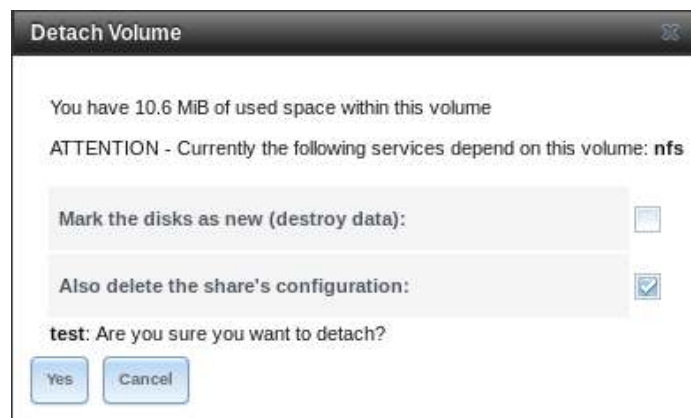 Detach Volume
You have 10.6 MiB of used space within this volume
ATTENTION - Currently the following services depend on this volume: nfs
Mark the disks as new (destroy data):
Also delete the share's configuration:
test: Are you sure you want to detach?
Yes
Cancel